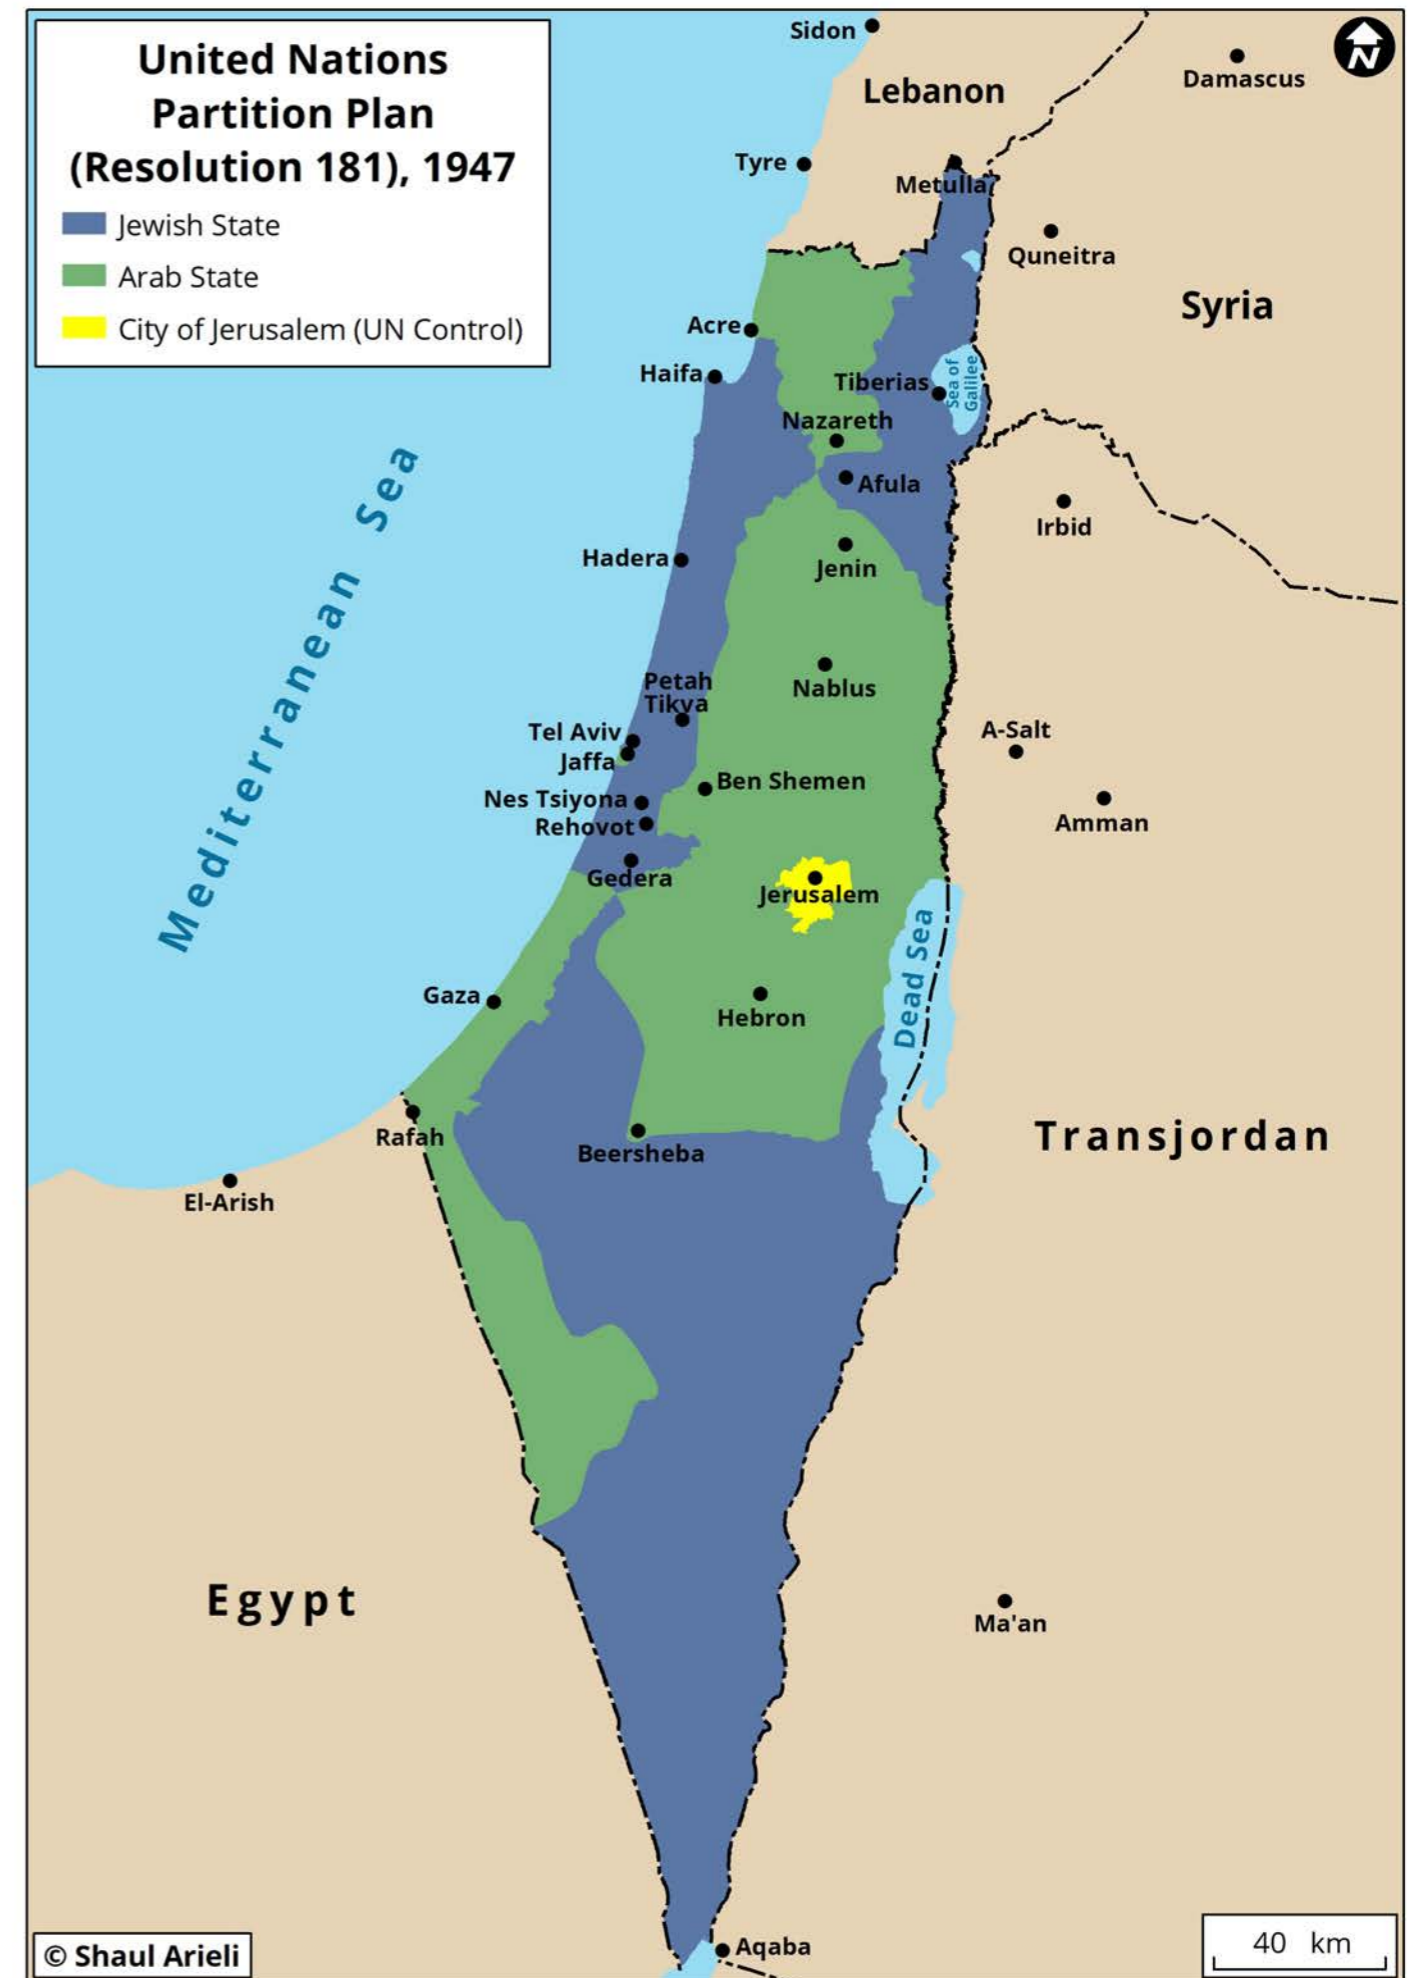 United Nations
Partition Plan
(Resolution 181), 1947
Jewish State
Arab State
City of Jerusalem (UN Control)
N
Sidon
Lebanon
Damascus
Tyre
Metulla
Quneitra
Syria
Acre
Haifa
Tiberias
Sea of
Galilee
Nazareth
Afula
Irbid
Mediterranean Sea
Hadera
Jenin
Nablus
Petah
Tikva
Tel Aviv
Jaffa
A-Salt
Ben Shemen
Nes Tsiyona
Rehovot
Amman
Gedera
Jerusalem
Dead Sea
Gaza
Hebron
Rafah
Beersheba
Transjordan
El-Arish
Egypt
Ma'an
Aqaba
40 km
© Shaul Arieli